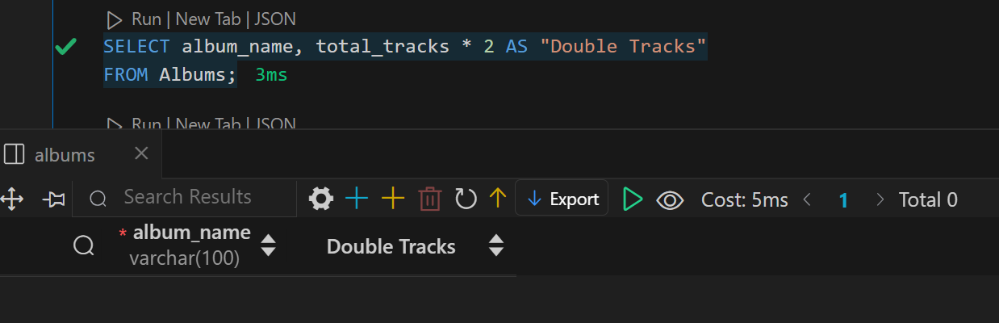 Run | New Tab | JSON
SELECT album_name, total_tracks * 2 AS "Double Tracks"
FROM Albums; 3ms
Run | New Tab | JSON
albums
Search Results Export Cost: 5ms 1 Total 0
* album_name Double Tracks
varchar(100)